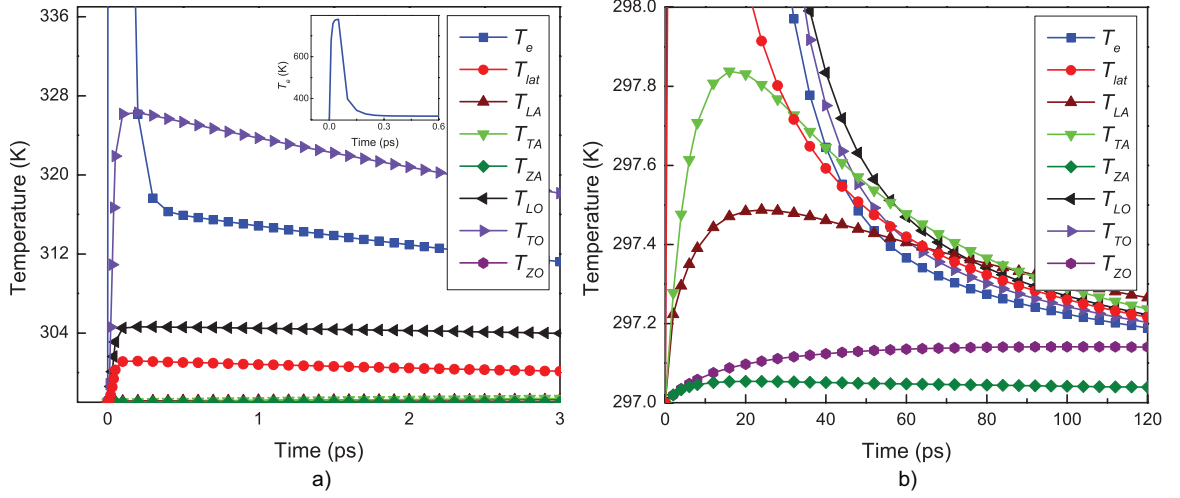 336
328
320
312
304
Temperature (K)
0
1
2
3
Time (ps)
a)
T_e
T_lat
T_LA
T_TA
T_ZA
T_LO
T_TO
T_ZO
600
400
T_e (K)
0.0
0.3
0.6
Time (ps)
298.0
297.8
297.6
297.4
297.2
297.0
Temperature (K)
0
20
40
60
80
100
120
Time (ps)
b)
T_e
T_lat
T_LA
T_TA
T_ZA
T_LO
T_TO
T_ZO